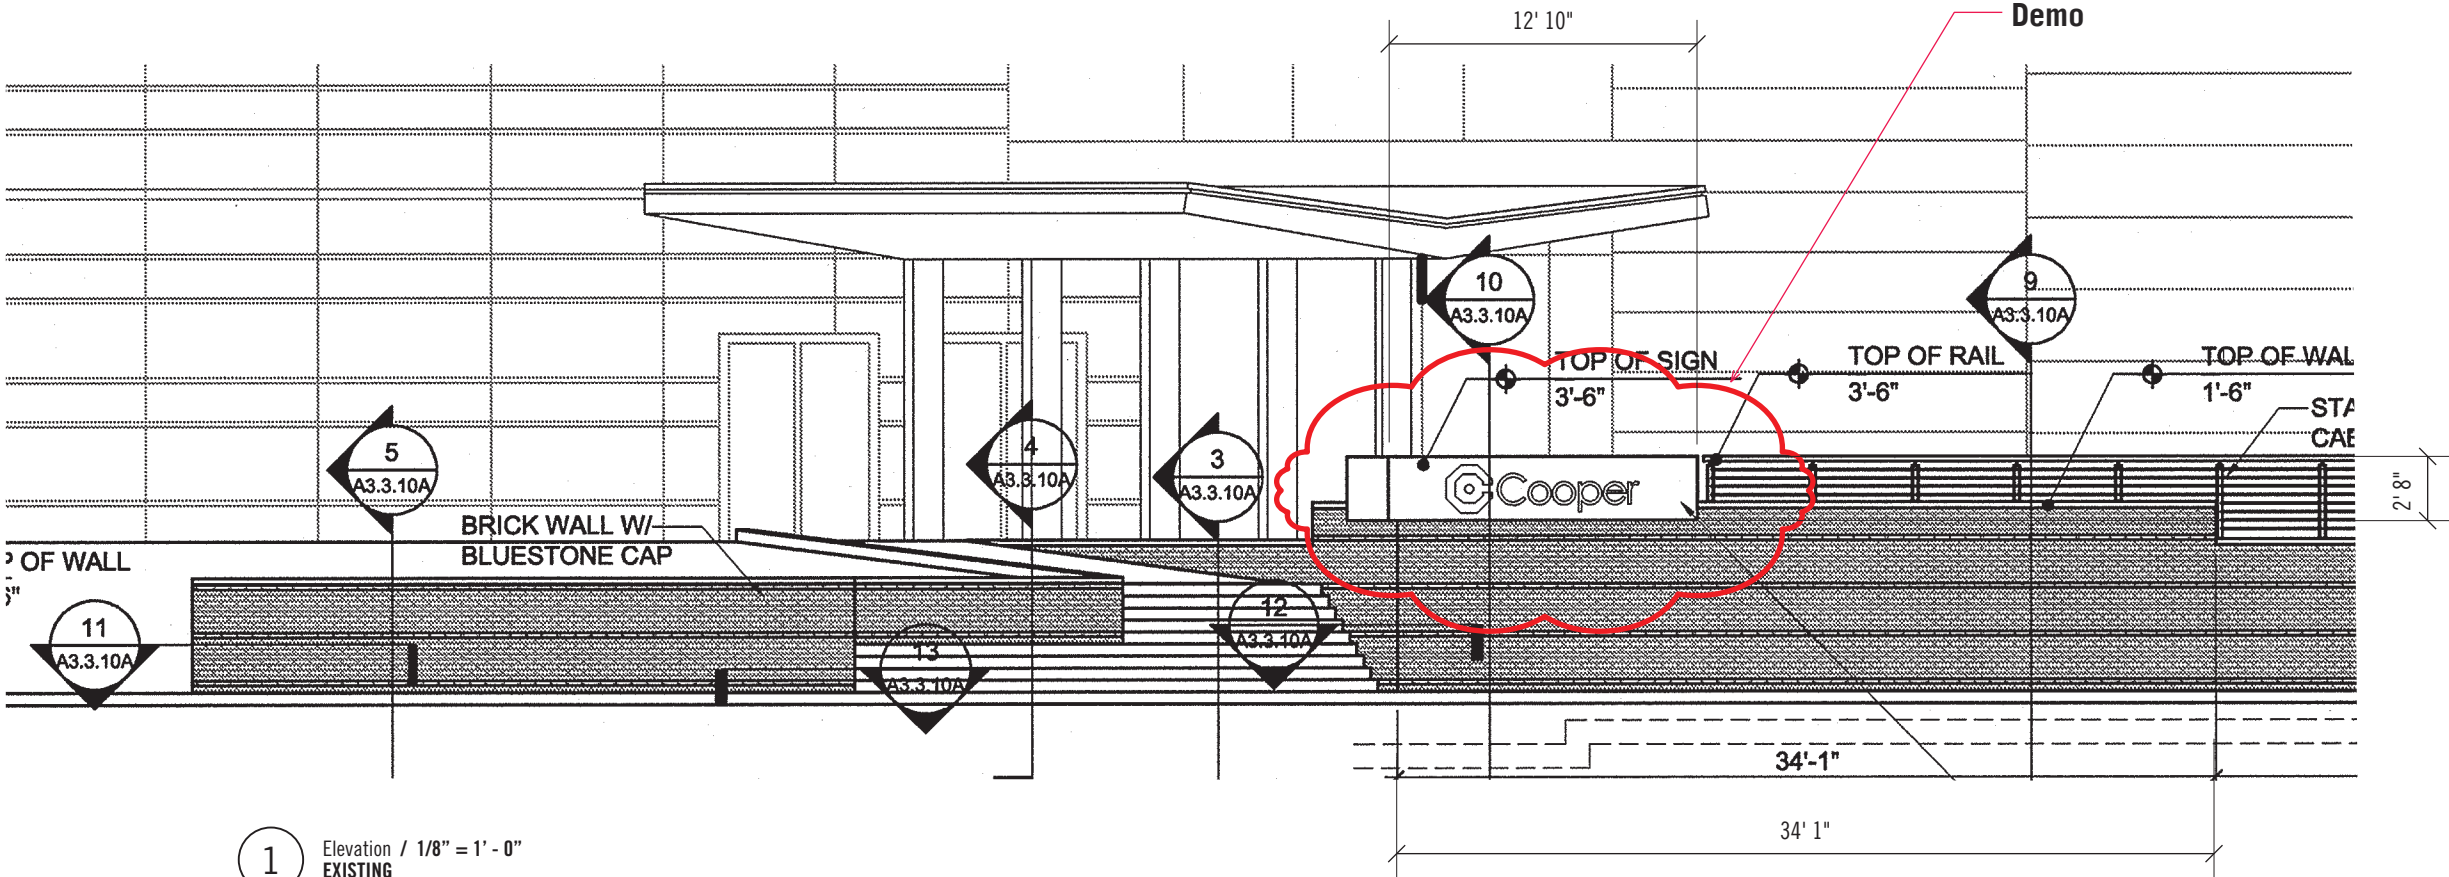 Demo
12' 10"
10
A3.3.10A
9
A3.3.10A
TOP OF SIGN
3'-6"
TOP OF RAIL
3'-6"
TOP OF WAL
1'-6"
STA
CAB
5
A3.3.10A
4
A3.3.10A
3
A3.3.10A
Cooper
2' 8"
BRICK WALL W/
BLUESTONE CAP
OF WALL
11
A3.3.10A
12
A3.3.10A
13
A3.3.10A
34'-1"
34' 1"
1
Elevation / 1/8” = 1’ - 0”
EXISTING